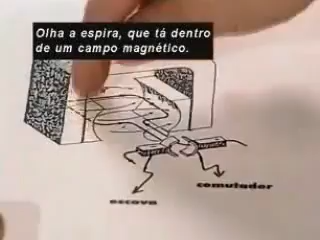 Olha a espira, que tá dentro
de um campo magnético.
comutador
escova